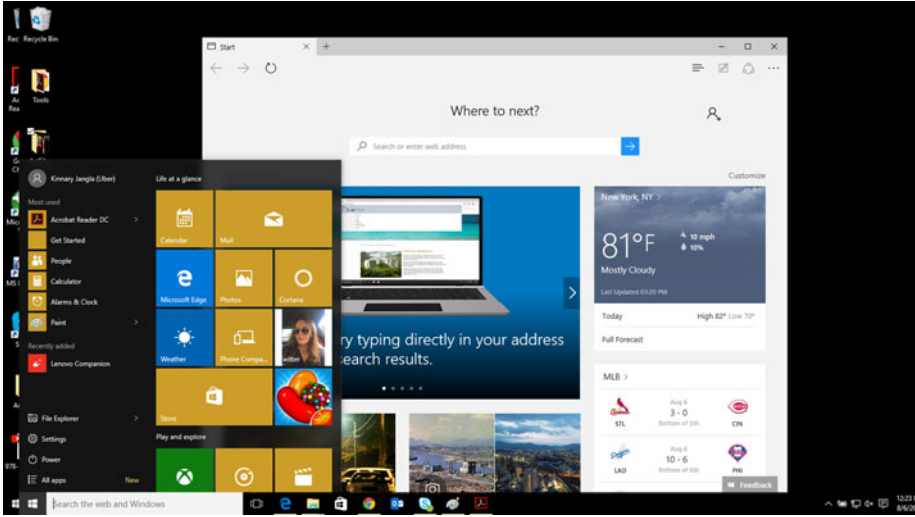 Recycle Bin
Tools
Start
Where to next?
Search or enter web address
Customize
Kinnary Jangla (Uber)
Most used
Acrobat Reader DC
Get Started
People
Calculator
Alarms & Clock
Paint
Recently added
Lenovo Companion
File Explorer
Settings
Power
All apps
New
Life at a glance
Calendar
Mail
Microsoft Edge
Photos
Cortana
Weather
Phone Compa...
Store
Play and explore
ry typing directly in your address
search results.
New York, NY >
81°F
10 mph
10%
Mostly Cloudy
Last Updated 03:20 PM
Today
High 82° Low 70°
Full Forecast
MLB >
Aug 6
STL
3 - 0
CIN
Bottom of 5th
Aug 6
LAD
10 - 6
PHI
Feedback
Search the web and Windows